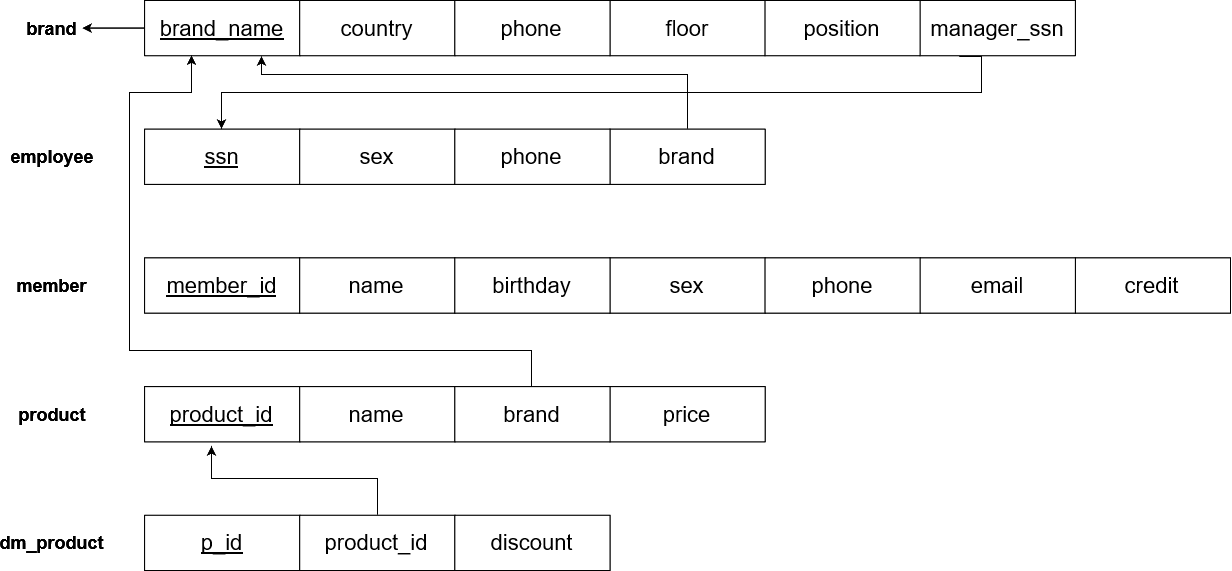 brand brand_name country phone floor position manager_ssn
employee ssn sex phone brand
member member_id name birthday sex phone email credit
product product_id name brand price
dm_product p_id product_id discount